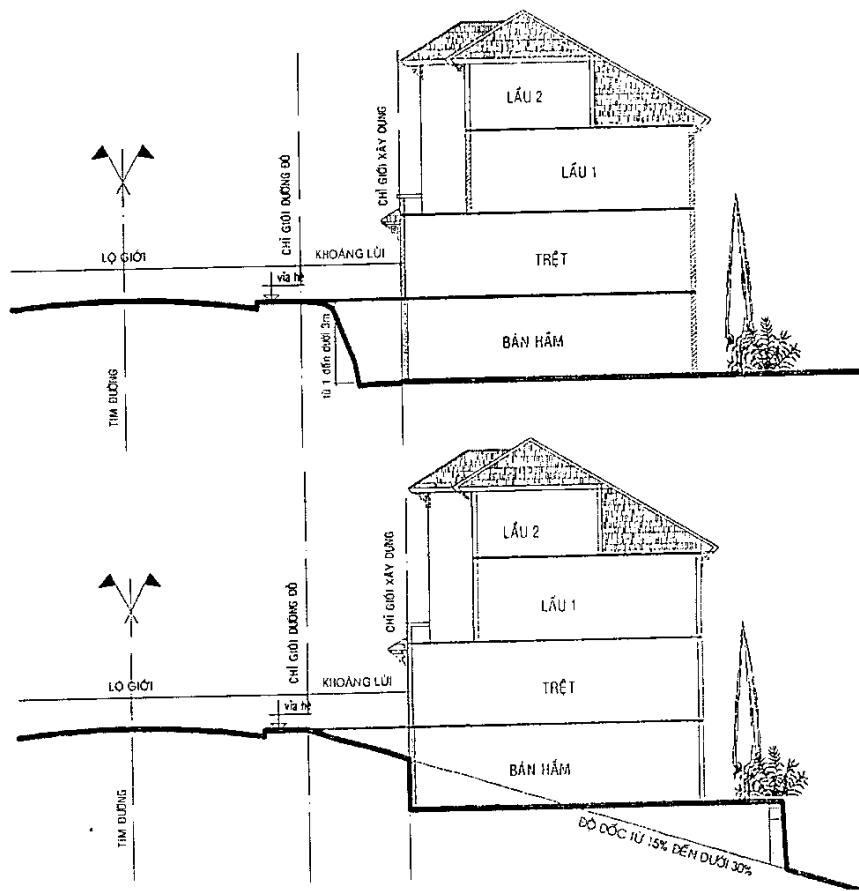 LẦU 2
LẦU 1
TRỆT
BÁN HẦM
CHỈ GIỚI XÂY DỰNG
CHỈ GIỚI ĐƯỜNG ĐỎ
LỘ GIỚI
KHOẢNG LÙI
vỉa hè
TIM ĐƯỜNG
từ 1 đến dưới 3m
LẦU 2
LẦU 1
TRỆT
BÁN HẦM
CHỈ GIỚI XÂY DỰNG
CHỈ GIỚI ĐƯỜNG ĐỎ
LỘ GIỚI
KHOẢNG LÙI
vỉa hè
TIM ĐƯỜNG
ĐỘ DỐC TỪ 15% ĐẾN DƯỚI 30%